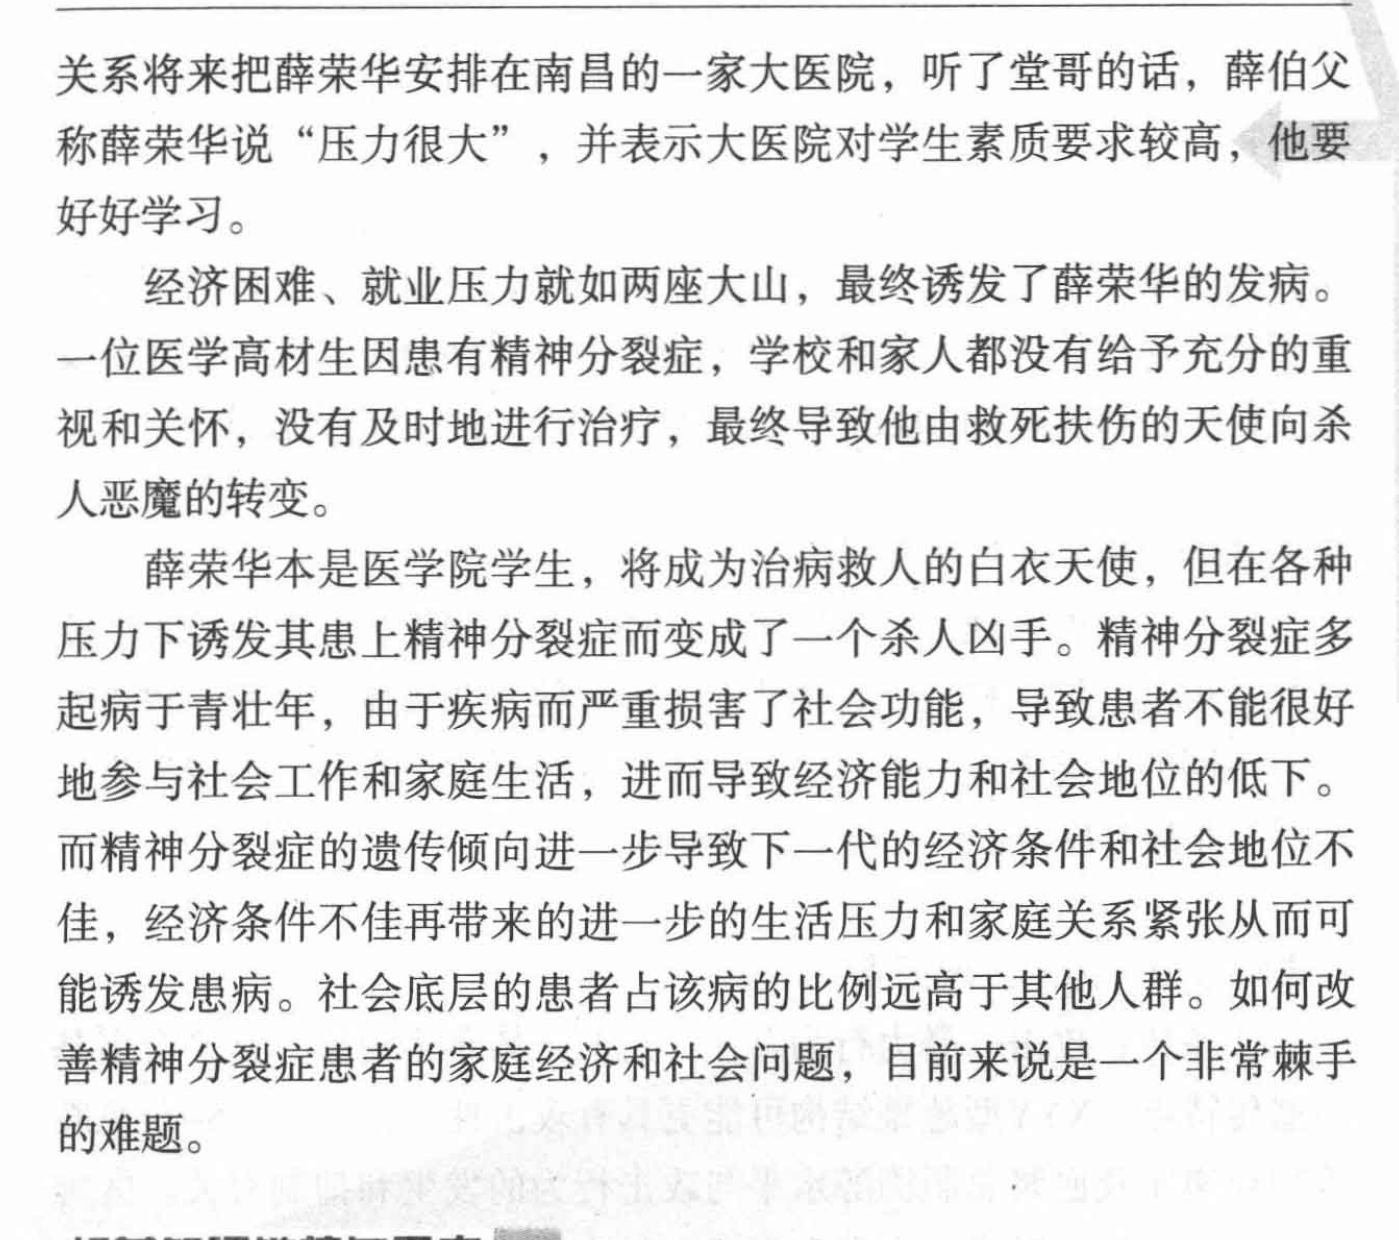 关系将来把薛荣华安排在南昌的一家大医院，听了堂哥的话，薛伯父
称薛荣华说“压力很大”，并表示大医院对学生素质要求较高，他要
好好学习。
经济困难、就业压力就如两座大山，最终诱发了薛荣华的发病。
一位医学高材生因患有精神分裂症，学校和家人都没有给予充分的重
视和关怀，没有及时地进行治疗，最终导致他由救死扶伤的天使向杀
人恶魔的转变。
薛荣华本是医学院学生，将成为治病救人的白衣天使，但在各种
压力下诱发其患上精神分裂症而变成了一个杀人凶手。精神分裂症多
起病于青壮年，由于疾病而严重损害了社会功能，导致患者不能很好
地参与社会工作和家庭生活，进而导致经济能力和社会地位的低下。
而精神分裂症的遗传倾向进一步导致下一代的经济条件和社会地位不
佳，经济条件不佳再带来的进一步的生活压力和家庭关系紧张从而可
能诱发患病。社会底层的患者占该病的比例远高于其他人群。如何改
善精神分裂症患者的家庭经济和社会问题，目前来说是一个非常棘手
的难题。